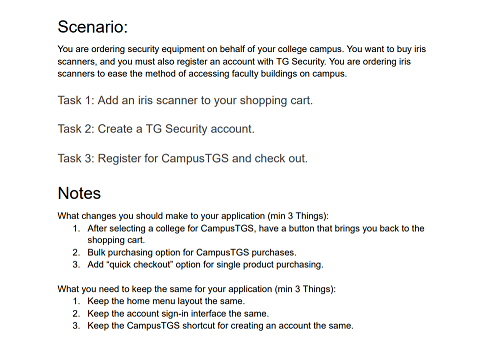 Scenario:
You are ordering security equipment on behalf of your college campus. You want to buy iris
scanners, and you must also register an account with TG Security. You are ordering iris
scanners to ease the method of accessing faculty buildings on campus.
Task 1: Add an iris scanner to your shopping cart.
Task 2: Create a TG Security account.
Task 3: Register for CampusTGS and check out.
Notes
What changes you should make to your application (min 3 Things):
1. After selecting a college for CampusTGS, have a button that brings you back to the
shopping cart.
2. Bulk purchasing option for CampusTGS purchases.
3. Add “quick checkout” option for single product purchasing.
What you need to keep the same for your application (min 3 Things):
1. Keep the home menu layout the same.
2. Keep the account sign-in interface the same.
3. Keep the CampusTGS shortcut for creating an account the same.